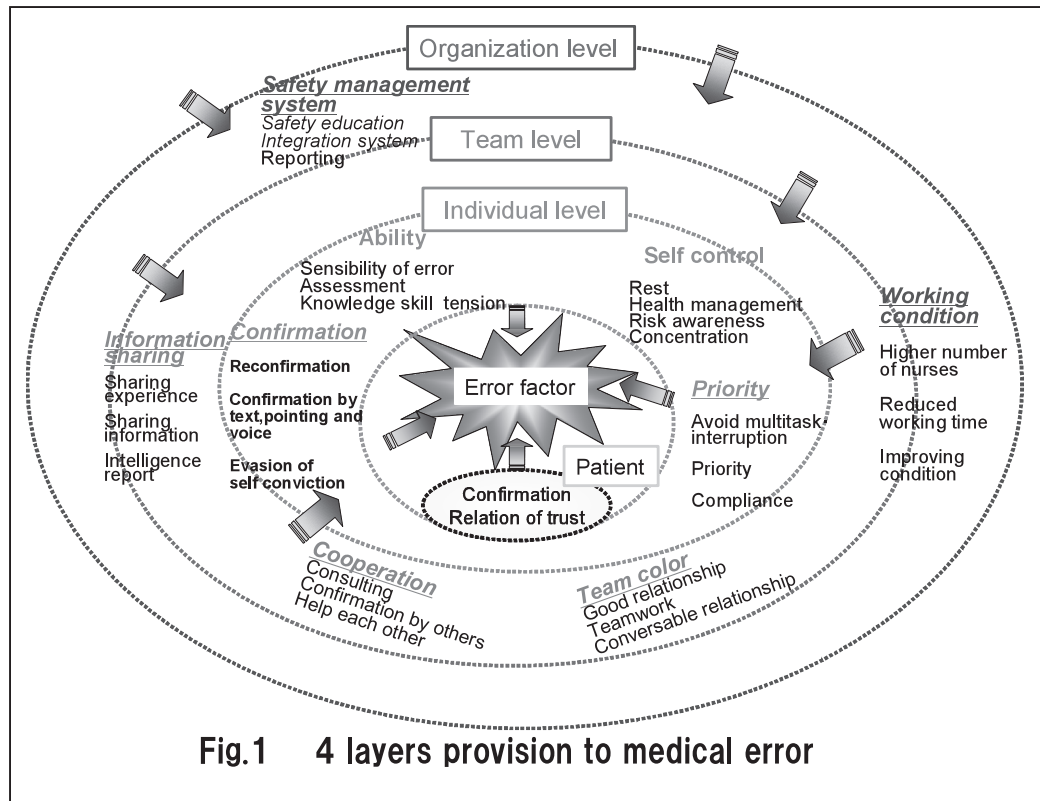 Organization level
Safety management
system
Safety education
Integration system
Reporting
Team level
Individual level
Ability
Sensibility of error
Assessment
Knowledge skill tension
Self control
Rest
Health management
Risk awareness
Concentration
Working
condition
Higher number
of nurses
Reduced
working time
Improving
condition
Information
sharing
Sharing
experience
Sharing
information
Intelligence
report
Confirmation
Reconfirmation
Confirmation by
text,pointing and
voice
Evasion of
self conviction
Error factor
Priority
Avoid multitask
interruption
Priority
Compliance
Patient
Confirmation
Relation of trust
Cooperation
Consulting
Confirmation by others
Help each other
Team color
Good relationship
Teamwork
Conversable relationship
Fig.1 4 layers provision to medical error